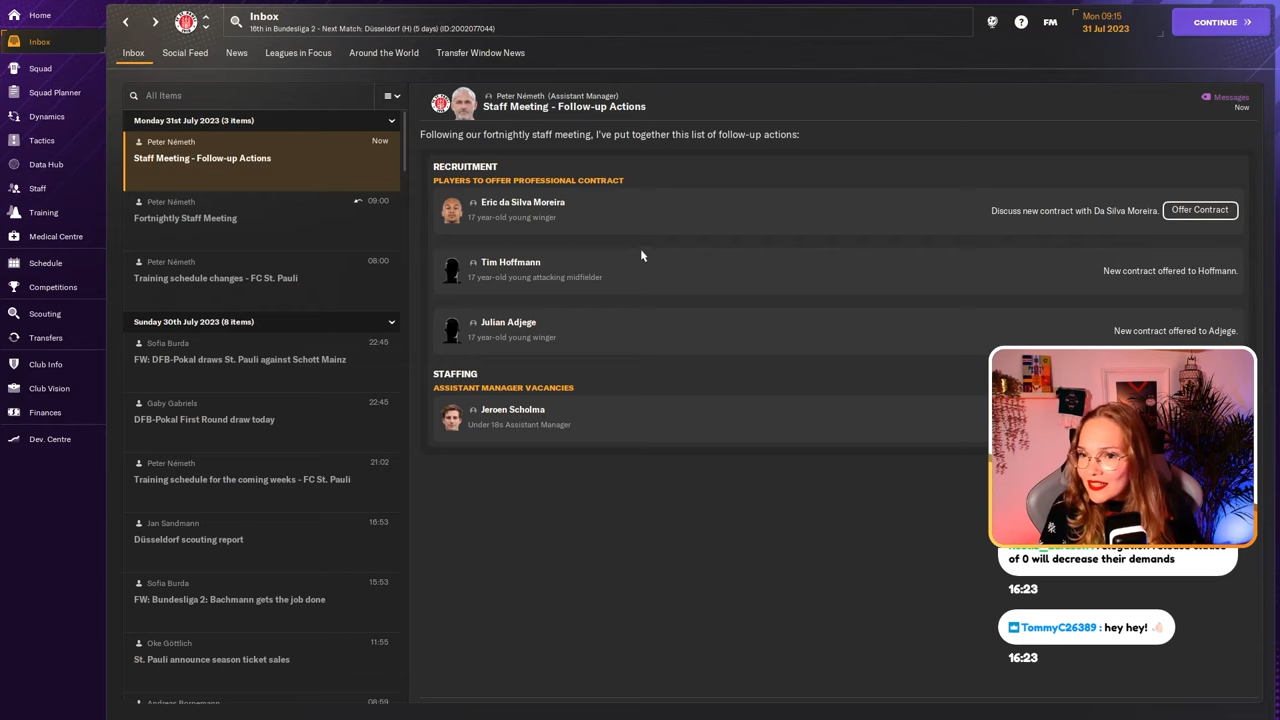 Home
Inbox
Squad
Squad Planner
Dynamics
Tactics
Data Hub
Staff
Training
Medical Centre
Schedule
Competitions
Scouting
Transfers
Club Info
Club Vision
Finances
Dev. Centre
Inbox
16th in Bundesliga 2 - Next Match: Düsseldorf (H) (5 days) (ID:2002077044)
FM
Mon 09:15
31 Jul 2023
CONTINUE
Inbox
Social Feed
News
Leagues in Focus
Around the World
Transfer Window News
All Items
Monday 31st July 2023 (3 items)
Peter Németh
Now
Staff Meeting - Follow-up Actions
Peter Németh
09:00
Fortnightly Staff Meeting
Peter Németh
08:00
Training schedule changes - FC St. Pauli
Sunday 30th July 2023 (8 items)
Sofia Burda
22:45
FW: DFB-Pokal draws St. Pauli against Schott Mainz
Gaby Gabriels
22:45
DFB-Pokal First Round draw today
Peter Németh
21:02
Training schedule for the coming weeks - FC St. Pauli
Jan Sandmann
16:53
Düsseldorf scouting report
Sofia Burda
15:53
FW: Bundesliga 2: Bachmann gets the job done
Oke Göttlich
11:55
St. Pauli announce season ticket sales
08:59
Peter Németh (Assistant Manager)
Staff Meeting - Follow-up Actions
Messages
Now
Following our fortnightly staff meeting, I've put together this list of follow-up actions:
RECRUITMENT
PLAYERS TO OFFER PROFESSIONAL CONTRACT
Eric da Silva Moreira
17 year-old young winger
Discuss new contract with Da Silva Moreira.
Offer Contract
Tim Hoffmann
17 year-old young attacking midfielder
New contract offered to Hoffmann.
Julian Adjege
17 year-old young winger
New contract offered to Adjege.
STAFFING
ASSISTANT MANAGER VACANCIES
Jeroen Scholma
Under 18s Assistant Manager
of 0 will decrease their demands
16:23
TommyC26389 : hey hey!
16:23